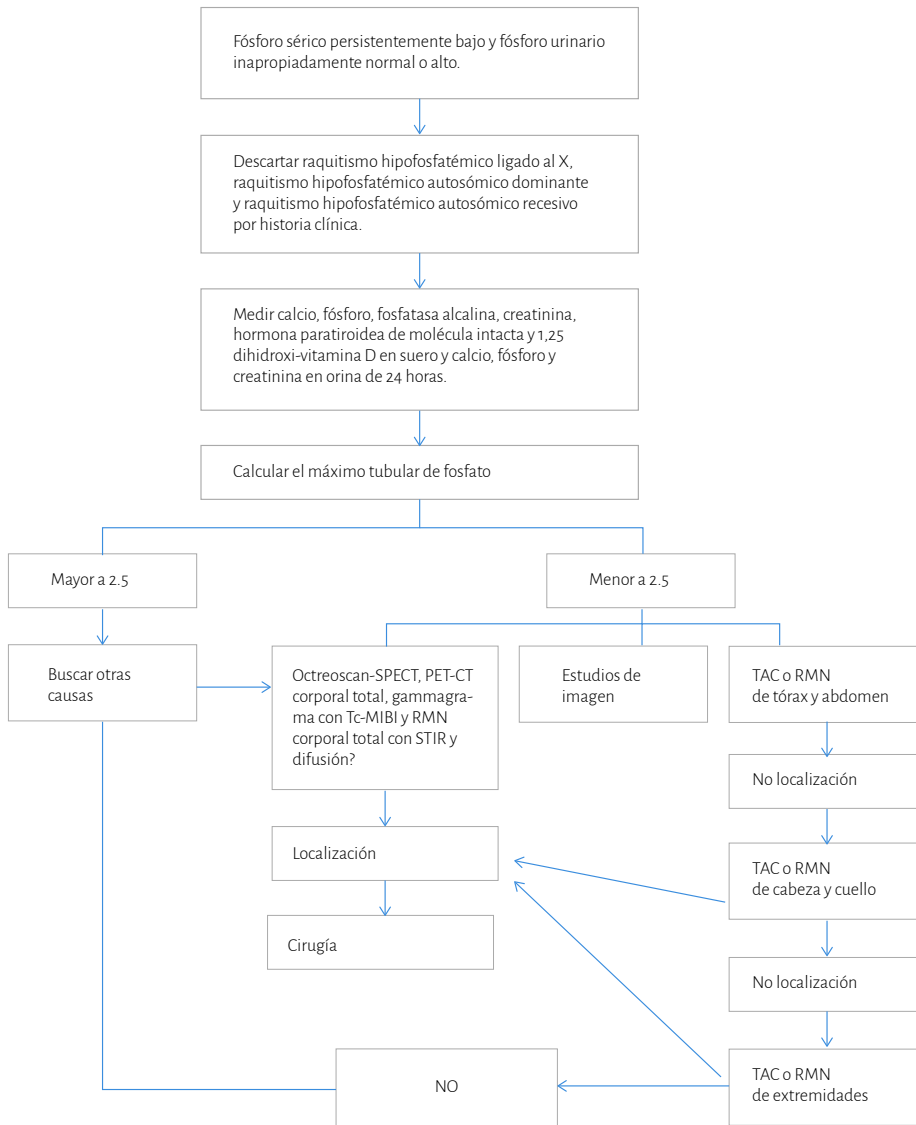 Fósforo sérico persistentemente bajo y fósforo urinario
inapropiadamente normal o alto.
Descartar raquitismo hipofosfatémico ligado al X,
raquitismo hipofosfatémico autosómico dominante
y raquitismo hipofosfatémico autosómico recesivo
por historia clínica.
Medir calcio, fósforo, fosfatasa alcalina, creatinina,
hormona paratiroidea de molécula intacta y 1,25
dihidroxi-vitamina D en suero y calcio, fósforo y
creatinina en orina de 24 horas.
Calcular el máximo tubular de fosfato
Mayor a 2.5
Menor a 2.5
Buscar otras
causas
Octreoscan-SPECT, PET-CT
corporal total, gammagra-
ma con Tc-MIBI y RMN
corporal total con STIR y
difusión?
Estudios de
imagen
TAC o RMN
de tórax y abdomen
No localización
Localización
TAC o RMN
de cabeza y cuello
Cirugía
No localización
NO
TAC o RMN
de extremidades